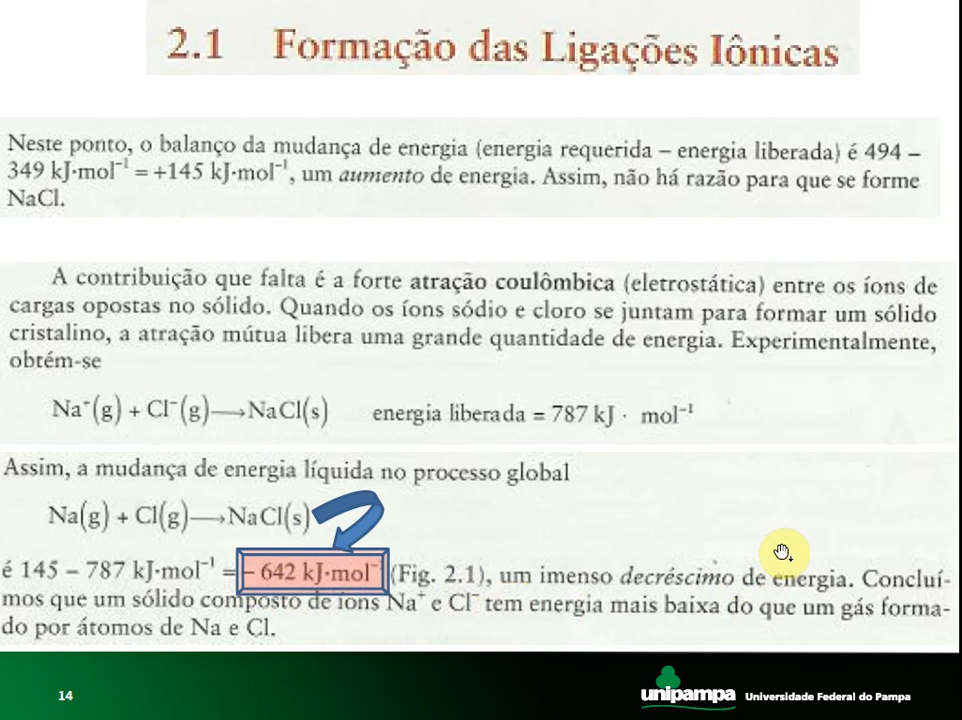 2.1 Formação das Ligações Iônicas
Neste ponto, o balanço da mudança de energia (energia requerida – energia liberada) é 494 –
349 kJ·mol⁻¹ = +145 kJ·mol⁻¹, um aumento de energia. Assim, não há razão para que se forme
NaCl.
A contribuição que falta é a forte atração coulômbica (eletrostática) entre os íons de
cargas opostas no sólido. Quando os íons sódio e cloro se juntam para formar um sólido
cristalino, a atração mútua libera uma grande quantidade de energia. Experimentalmente,
obtém-se
Na⁺(g) + Cl⁻(g)⟶NaCl(s) energia liberada = 787 kJ · mol⁻¹
Assim, a mudança de energia líquida no processo global
Na(g) + Cl(g)⟶NaCl(s)
é 145 – 787 kJ·mol⁻¹ = – 642 kJ·mol⁻ (Fig. 2.1), um imenso decréscimo de energia. Concluí-
mos que um sólido composto de íons Na⁺ e Cl⁻ tem energia mais baixa do que um gás forma-
do por átomos de Na e Cl.
14
unipampa Universidade Federal do Pampa